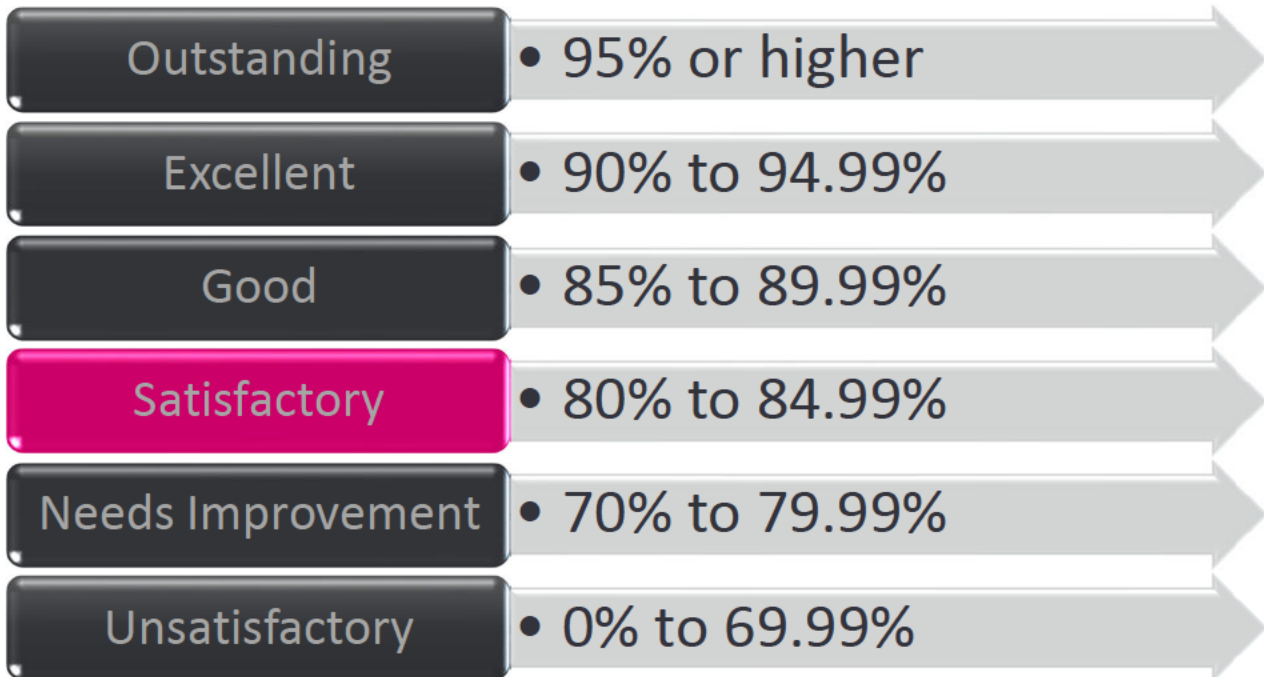 Outstanding • 95% or higher
Excellent • 90% to 94.99%
Good • 85% to 89.99%
Satisfactory • 80% to 84.99%
Needs Improvement • 70% to 79.99%
Unsatisfactory • 0% to 69.99%